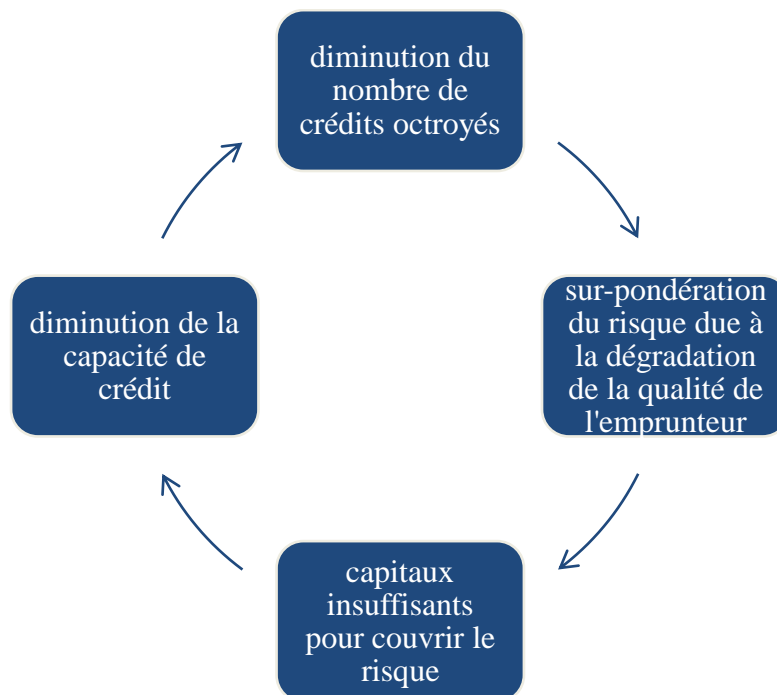 diminution du
nombre de
crédits octroyés
sur-pondération
du risque due à
la dégradation
de la qualité de
l'emprunteur
capitaux
insuffisants
pour couvrir le
risque
diminution de la
capacité de
crédit